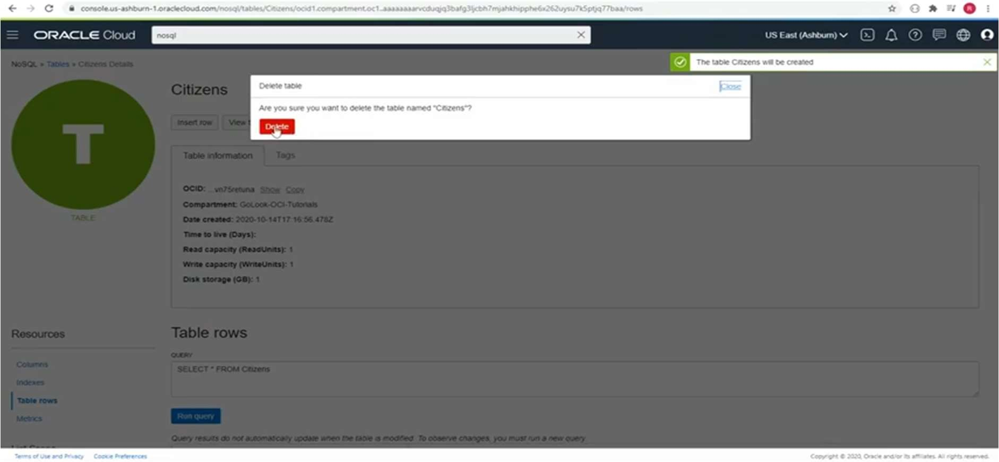 console.us-ashburn-1.oraclecloud.com/nosql/tables/Citizens/ocid1.compartment.oc1..aaaaaaaarvcduqjq3bafg3ljcbh7mjahkhipphe6x262uysu7k5ptjq77baa/rows
R
ORACLE Cloud
nosql
US East (Ashburn)
NoSQL » Tables » Citizens Details
The table Citizens will be created
T
TABLE
Citizens
Delete table
Close
Are you sure you want to delete the table named "Citizens"?
Delete
Insert row
View
Table information
Tags
OCID: ...vn75retuna Show Copy
Compartment: GoLook-OCI-Tutorials
Date created: 2020-10-14T17:16:56.478Z
Time to live (Days):
Read capacity (ReadUnits): 1
Write capacity (WriteUnits): 1
Disk storage (GB): 1
Resources
Columns
Indexes
Table rows
Metrics
Table rows
QUERY
SELECT * FROM Citizens
Run query
Query results do not automatically update when the table is modified. To observe changes, you must run a new query.
Terms of Use and Privacy Cookie Preferences
Copyright © 2020, Oracle and/or its affiliates. All rights reserved.